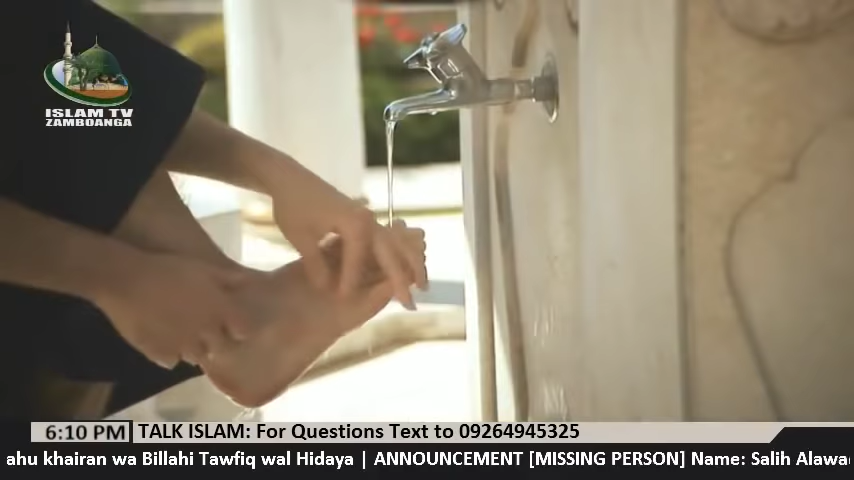 ISLAM TV
ZAMBOANGA
6:10 PM
TALK ISLAM: For Questions Text to 09264945325
ahu khairan wa Billahi Tawfiq wal Hidaya | ANNOUNCEMENT [MISSING PERSON] Name: Salih